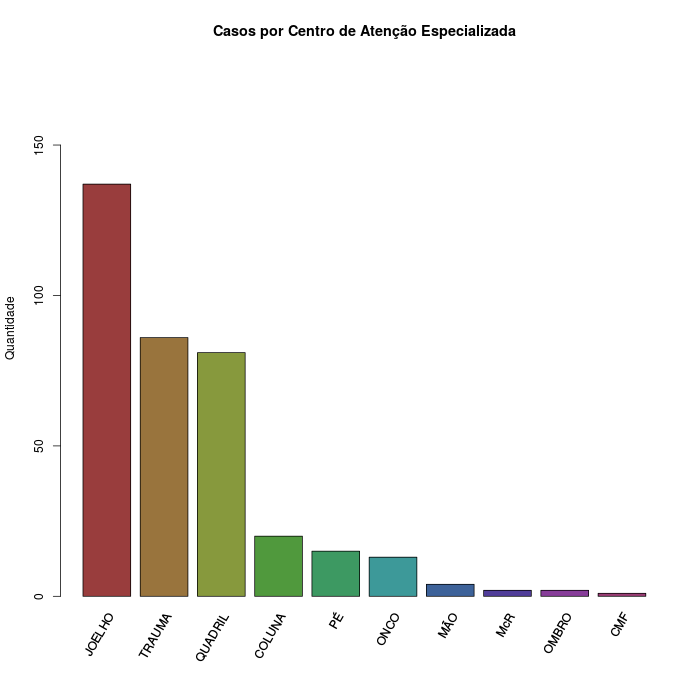 Casos por Centro de Atenção Especializada
Quantidade
150
100
50
0
JOELHO
TRAUMA
QUADRIL
COLUNA
PÉ
ONCO
MÃO
McR
OMBRO
CMF